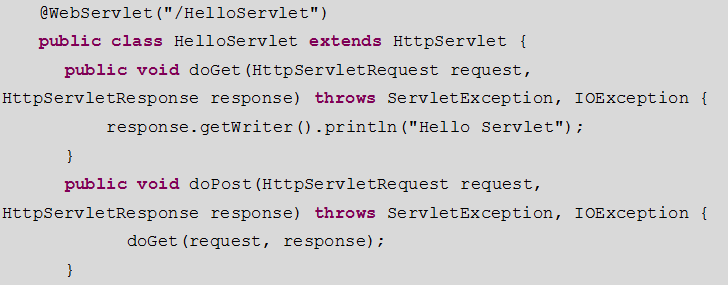 @WebServlet("/HelloServlet")
public class HelloServlet extends HttpServlet {
public void doGet(HttpServletRequest request,
HttpServletResponse response) throws ServletException, IOException {
response.getWriter().println("Hello Servlet");
}
public void doPost(HttpServletRequest request,
HttpServletResponse response) throws ServletException, IOException {
doGet(request, response);
}